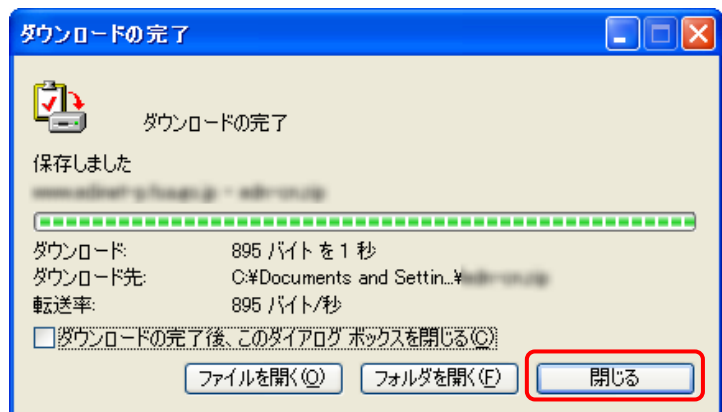 ダウンロードの完了
ダウンロードの完了
保存しました
ダウンロード: 895 バイト を 1 秒
ダウンロード先: C:¥Documents and Settin...¥
転送率: 895 バイト/秒
ダウンロードの完了後、このダイアログ ボックスを閉じる(C)
ファイルを開く(O) フォルダを開く(F) 閉じる